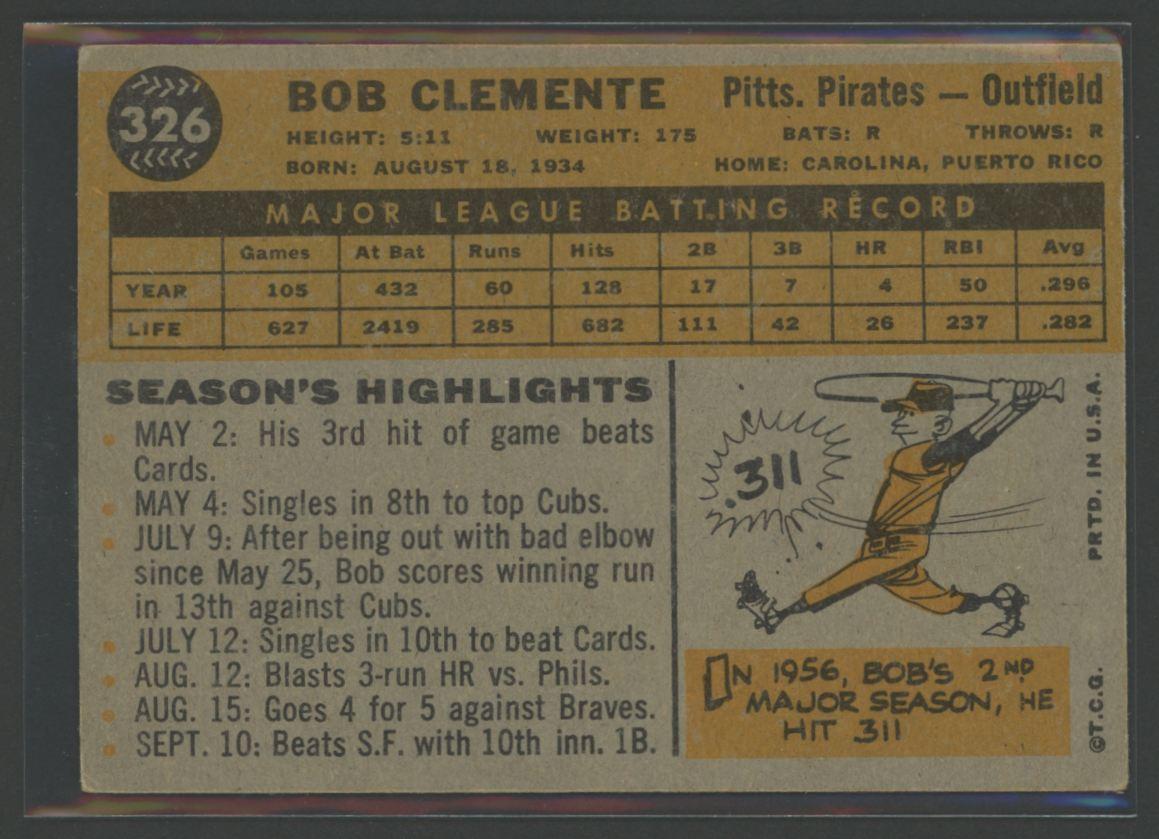 326
BOB CLEMENTE Pitts. Pirates — Outfield
HEIGHT: 5:11 WEIGHT: 175 BATS: R THROWS: R
BORN: AUGUST 18, 1934 HOME: CAROLINA, PUERTO RICO
MAJOR LEAGUE BATTING RECORD
Games At Bat Runs Hits 2B 3B HR RBI Avg
YEAR 105 432 60 128 17 7 4 50 .296
LIFE 627 2419 285 682 111 42 26 237 .282
SEASON'S HIGHLIGHTS
MAY 2: His 3rd hit of game beats
Cards.
MAY 4: Singles in 8th to top Cubs.
JULY 9: After being out with bad elbow
since May 25, Bob scores winning run
in 13th against Cubs.
JULY 12: Singles in 10th to beat Cards.
AUG. 12: Blasts 3-run HR vs. Phils.
AUG. 15: Goes 4 for 5 against Braves.
SEPT. 10: Beats S.F. with 10th inn. 1B.
.311
IN 1956, BOB'S 2ND
MAJOR SEASON, HE
HIT .311
©T.C.G. PRTD. IN U.S.A.